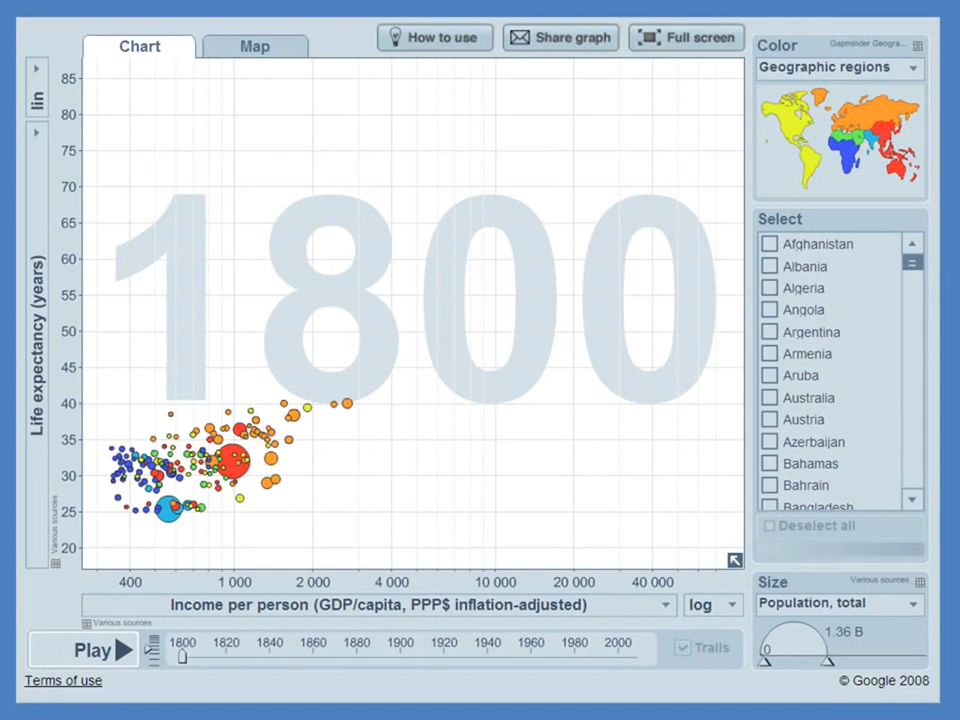 Chart
Map
How to use
Share graph
Full screen
Color
Gapminder Geogra...
Geographic regions
lin
Life expectancy (years)
Various sources
85
80
75
70
65
60
55
50
45
40
35
30
25
20
1800
Select
Afghanistan
Albania
Algeria
Angola
Argentina
Armenia
Aruba
Australia
Austria
Azerbaijan
Bahamas
Bahrain
Bangladesh
Deselect all
400
1 000
2 000
4 000
10 000
20 000
40 000
Income per person (GDP/capita, PPP$ inflation-adjusted)
log
Various sources
Size
Various sources
Population, total
1.36 B
0
Play
1800 1820 1840 1860 1880 1900 1920 1940 1960 1980 2000
Trails
Terms of use
© Google 2008